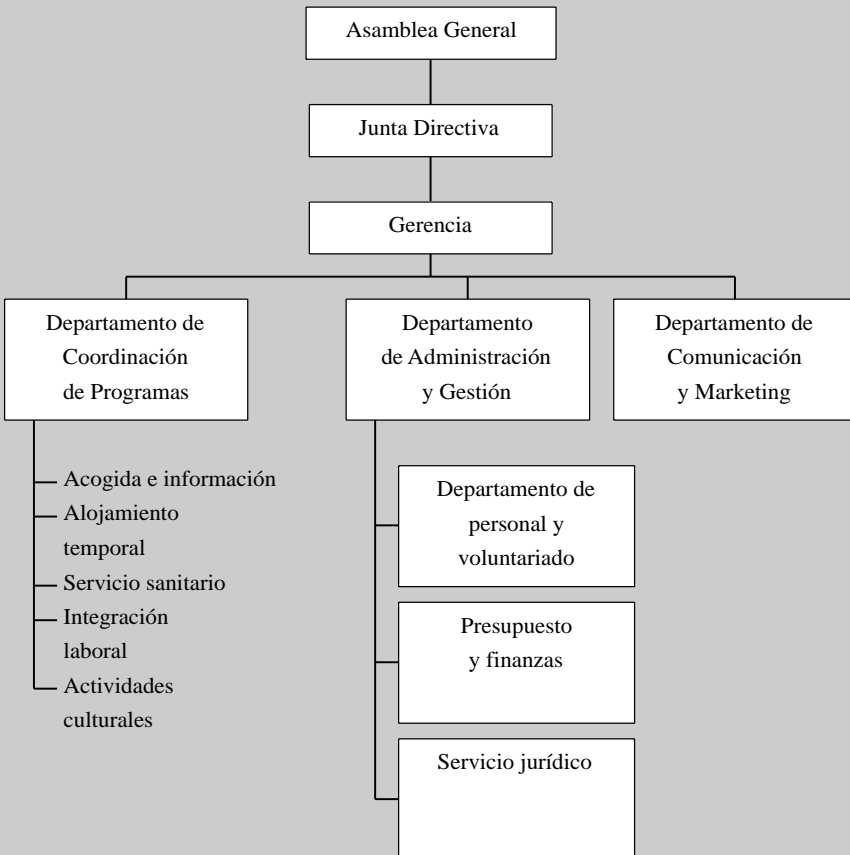 Asamblea General
Junta Directiva
Gerencia
Departamento de
Coordinación
de Programas
Departamento
de Administración
y Gestión
Departamento de
Comunicación
y Marketing
Acogida e información
Alojamiento
temporal
Servicio sanitario
Integración
laboral
Actividades
culturales
Departamento de
personal y
voluntariado
Presupuesto
y finanzas
Servicio jurídico